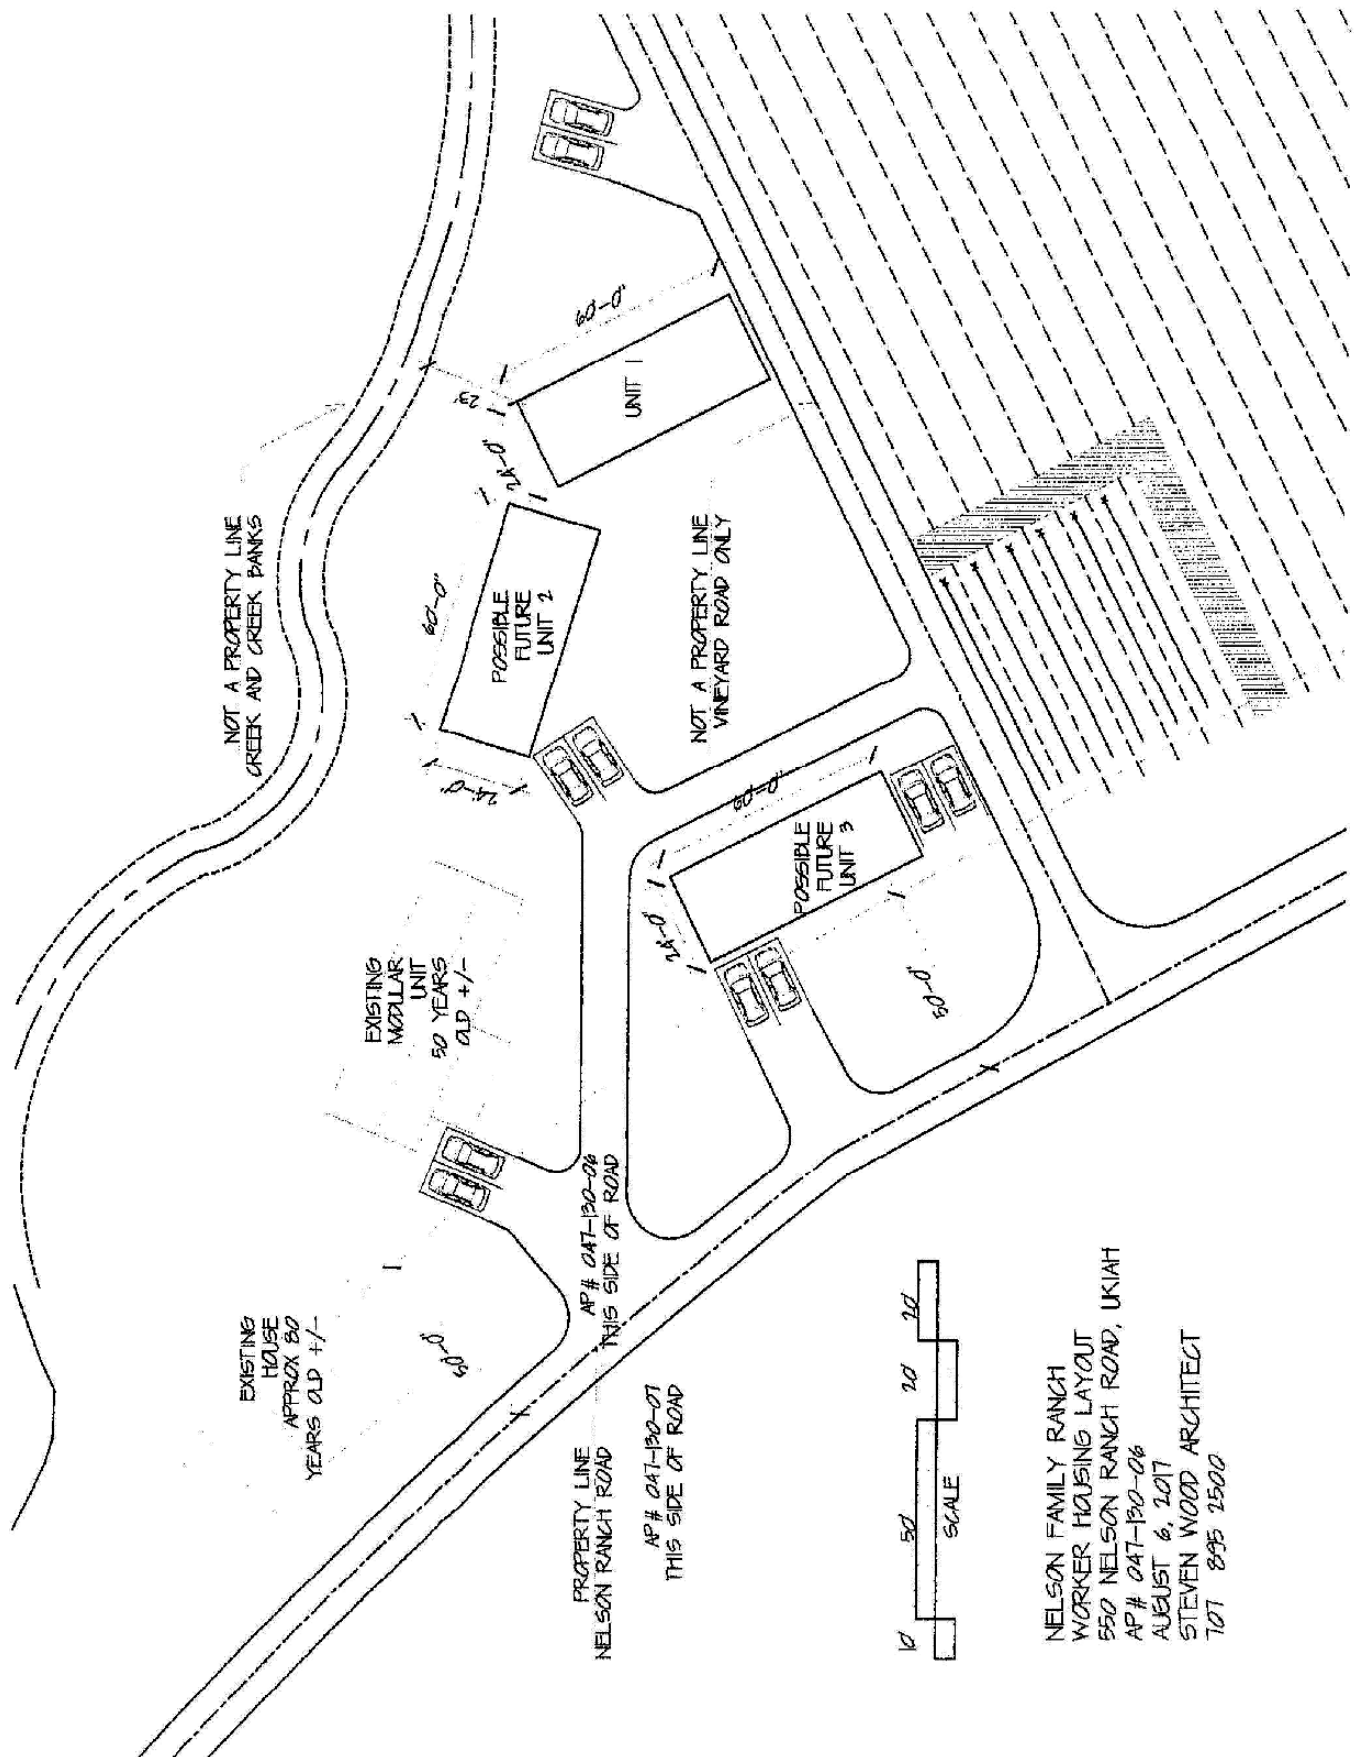 NOT A PROPERTY LINE
CREEK AND CREEK BANKS
23'
60'-0"
UNIT 1
24'-0"
60'-0"
POSSIBLE
FUTURE
UNIT 2
24'-0"
NOT A PROPERTY LINE
VINEYARD ROAD ONLY
60'-0"
POSSIBLE
FUTURE
UNIT 3
24'-0"
50'-0"
EXISTING
MODULAR
UNIT
50 YEARS
OLD +/-
EXISTING
HOUSE
APPROX 80
YEARS OLD +/-
50'-0"
AP# 047-130-06
THIS SIDE OF ROAD
PROPERTY LINE
NELSON RANCH ROAD
AP# 047-130-07
THIS SIDE OF ROAD
10' 50' 20' 20'
SCALE
NELSON FAMILY RANCH
WORKER HOUSING LAYOUT
550 NELSON RANCH ROAD, UKIAH
AP# 047-130-06
AUGUST 6, 2017
STEVEN WOOD ARCHITECT
707 895 2500